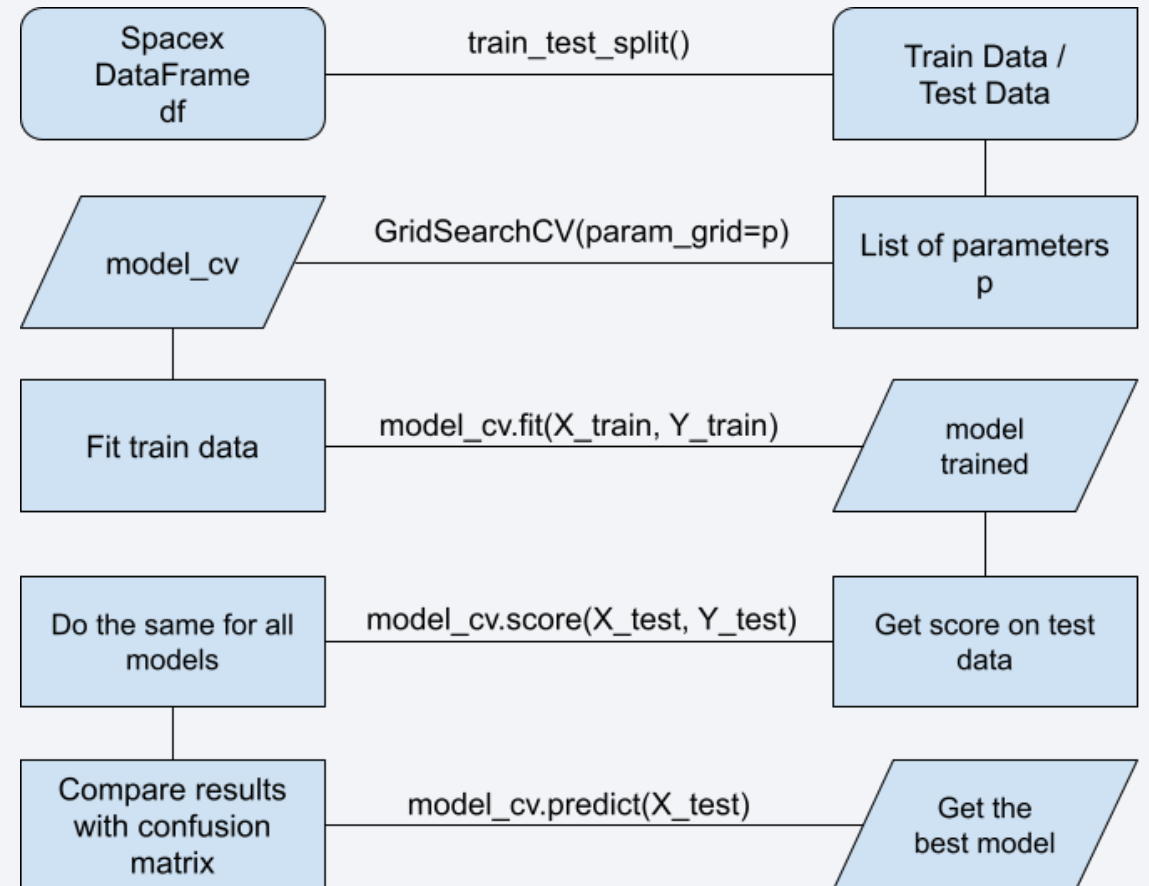 Spacex
DataFrame
df
train_test_split()
Train Data /
Test Data
model_cv
GridSearchCV(param_grid=p)
List of parameters
p
Fit train data
model_cv.fit(X_train, Y_train)
model
trained
Do the same for all
models
model_cv.score(X_test, Y_test)
Get score on test
data
Compare results
with confusion
matrix
model_cv.predict(X_test)
Get the
best model